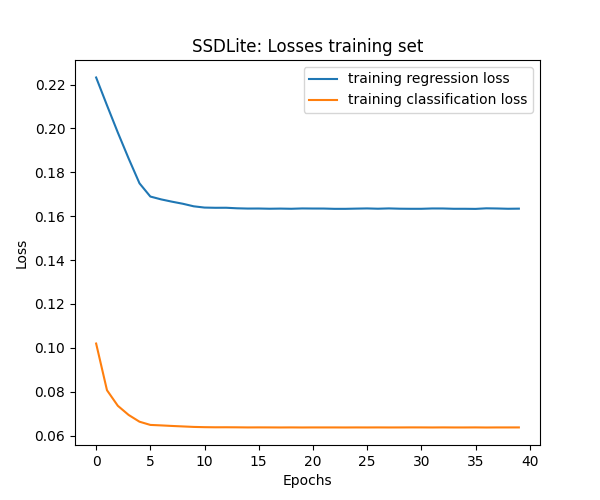 SSDLite: Losses training set
training regression loss
training classification loss
Loss
0.22
0.20
0.18
0.16
0.14
0.12
0.10
0.08
0.06
0 5 10 15 20 25 30 35 40
Epochs